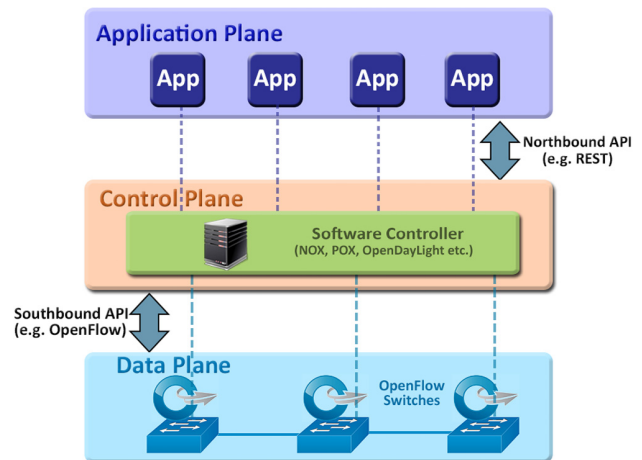 Application Plane
App
App
App
App
Northbound API
(e.g. REST)
Control Plane
Software Controller
(NOX, POX, OpenDayLight etc.)
Southbound API
(e.g. OpenFlow)
Data Plane
OpenFlow
Switches